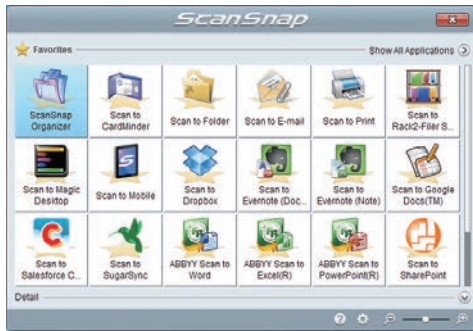 ScanSnap
Favorites
Show All Applications
ScanSnap
Organizer
Scan to
CardMinder
Scan to Folder
Scan to E-mail
Scan to Print
Scan to
Rack2-Filer S...
Scan to Magic
Desktop
Scan to Mobile
Scan to
Dropbox
Scan to
Evernote (Doc...
Scan to
Evernote (Note)
Scan to Google
Docs(TM)
Scan to
Salesforce C...
Scan to
SugarSync
ABBYY Scan to
Word
ABBYY Scan to
Excel(R)
ABBYY Scan to
PowerPoint(R)
Scan to
SharePoint
Detail